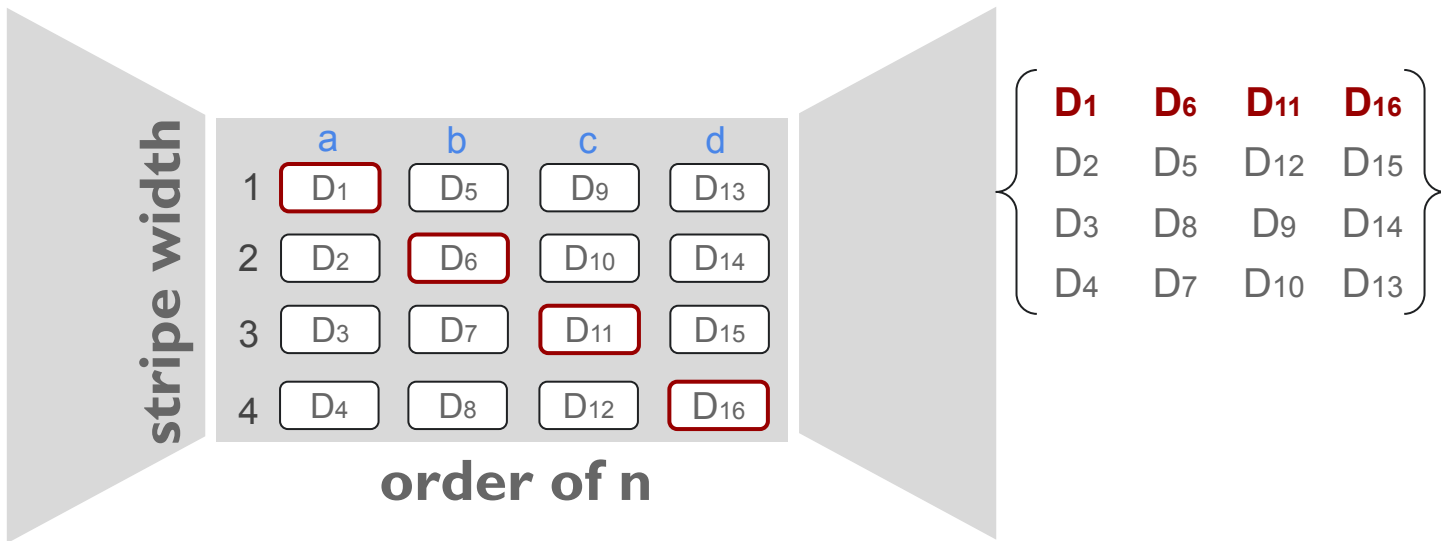 stripe width
a b c d
1 D1 D5 D9 D13
2 D2 D6 D10 D14
3 D3 D7 D11 D15
4 D4 D8 D12 D16
order of n
D1 D6 D11 D16
D2 D5 D12 D15
D3 D8 D9 D14
D4 D7 D10 D13